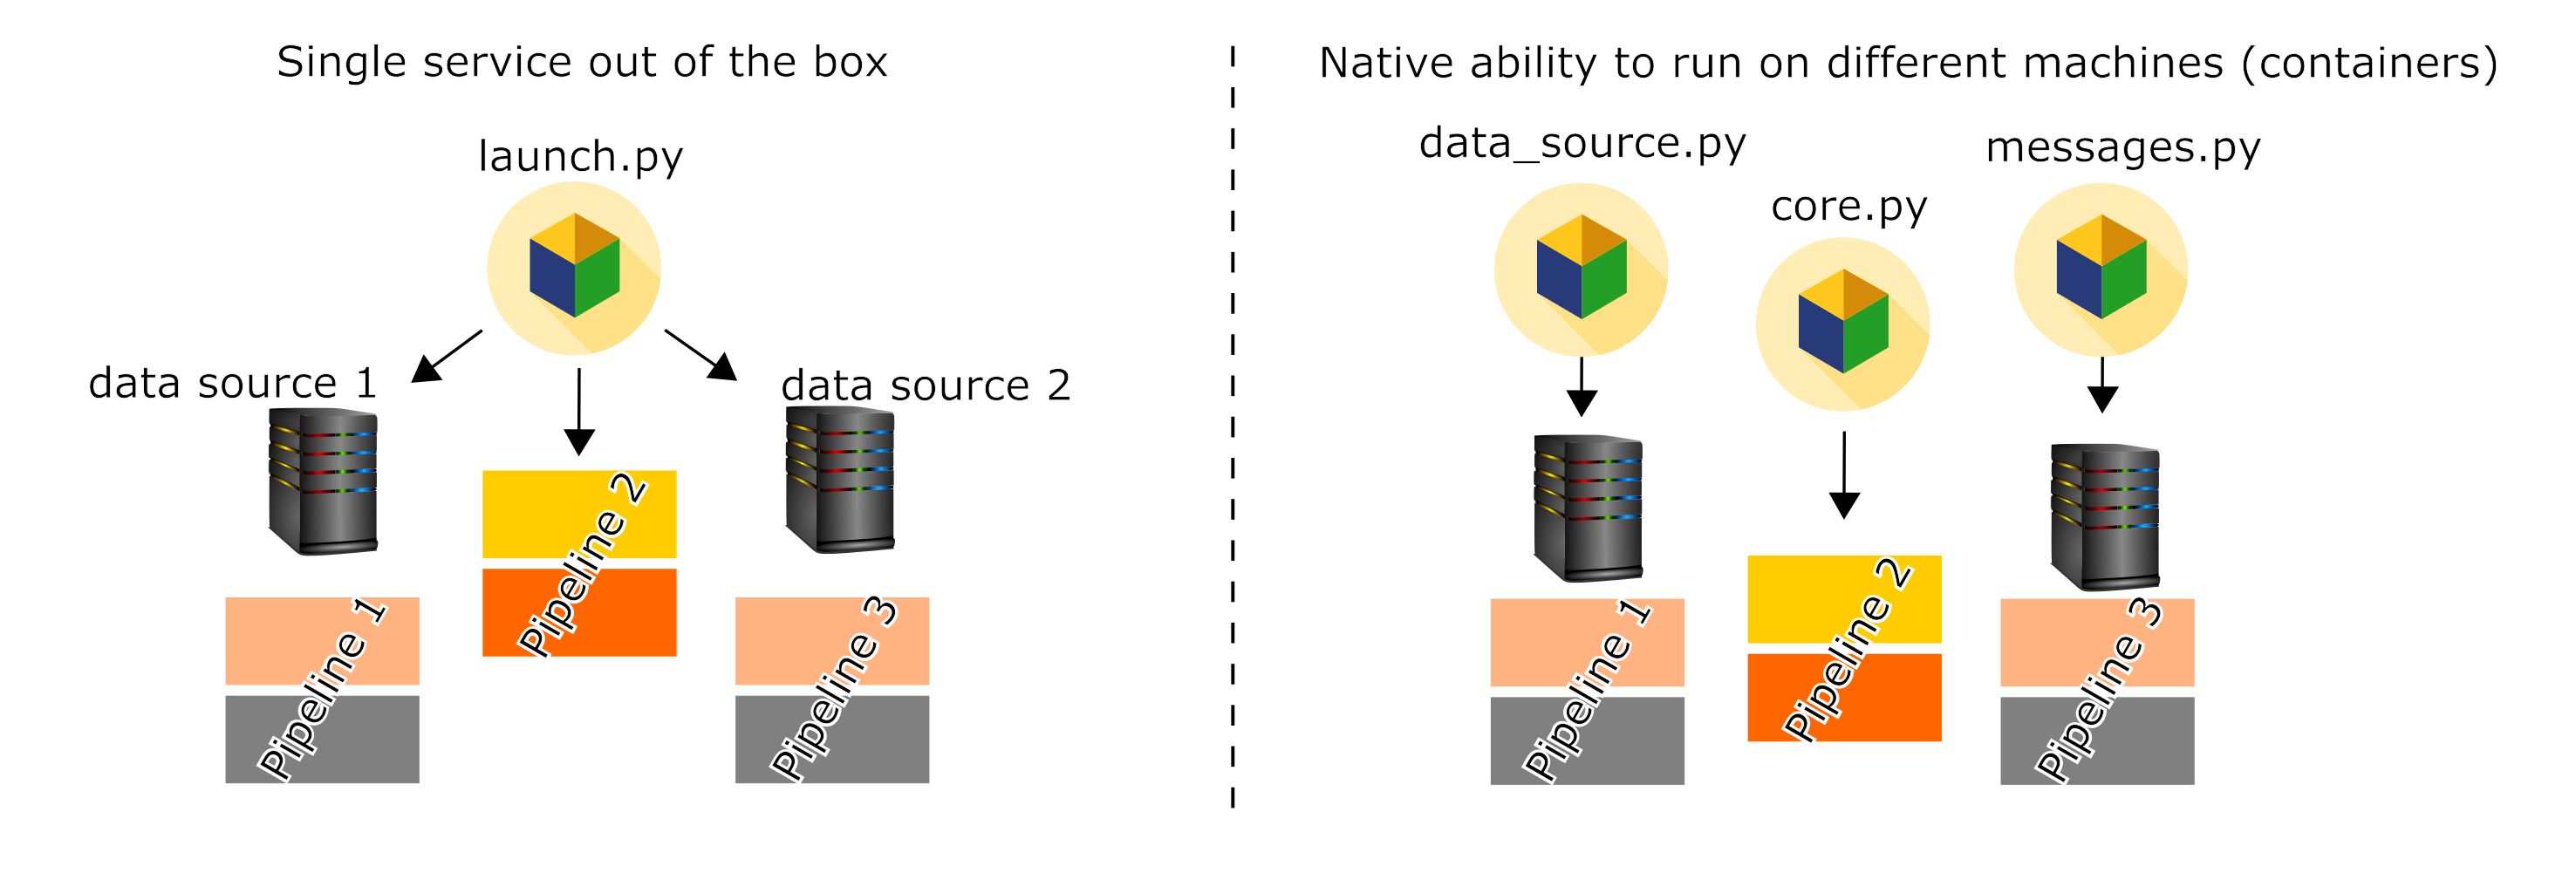 Single service out of the box
launch.py
data source 1
data source 2
Pipeline 1
Pipeline 2
Pipeline 3
Native ability to run on different machines (containers)
data_source.py
core.py
messages.py
Pipeline 1
Pipeline 2
Pipeline 3